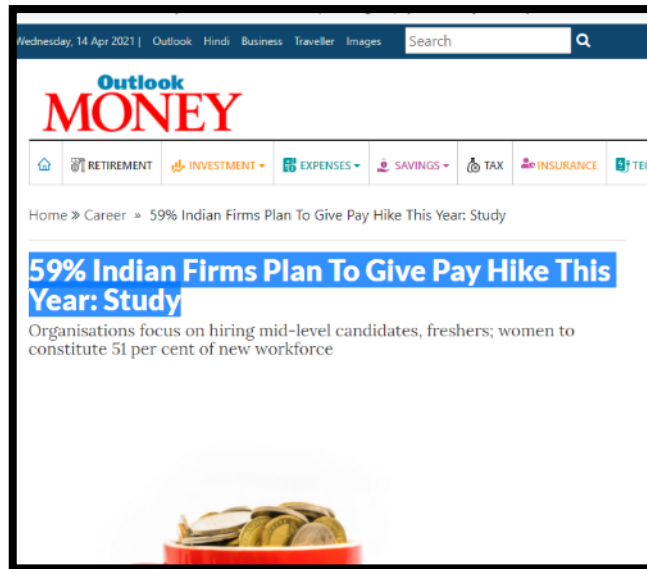 Wednesday, 14 Apr 2021 | Outlook Hindi Business Traveller Images Search
Outlook
MONEY
RETIREMENT INVESTMENT EXPENSES SAVINGS TAX INSURANCE
Home » Career » 59% Indian Firms Plan To Give Pay Hike This Year: Study
59% Indian Firms Plan To Give Pay Hike This
Year: Study
Organisations focus on hiring mid-level candidates, freshers; women to
constitute 51 per cent of new workforce